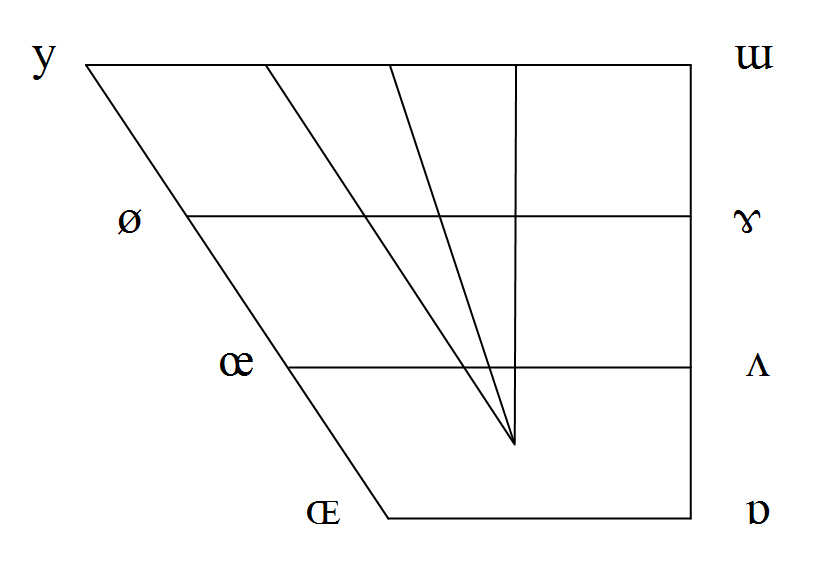 y ɯ
ø ɤ
œ ʌ
ɶ ɒ